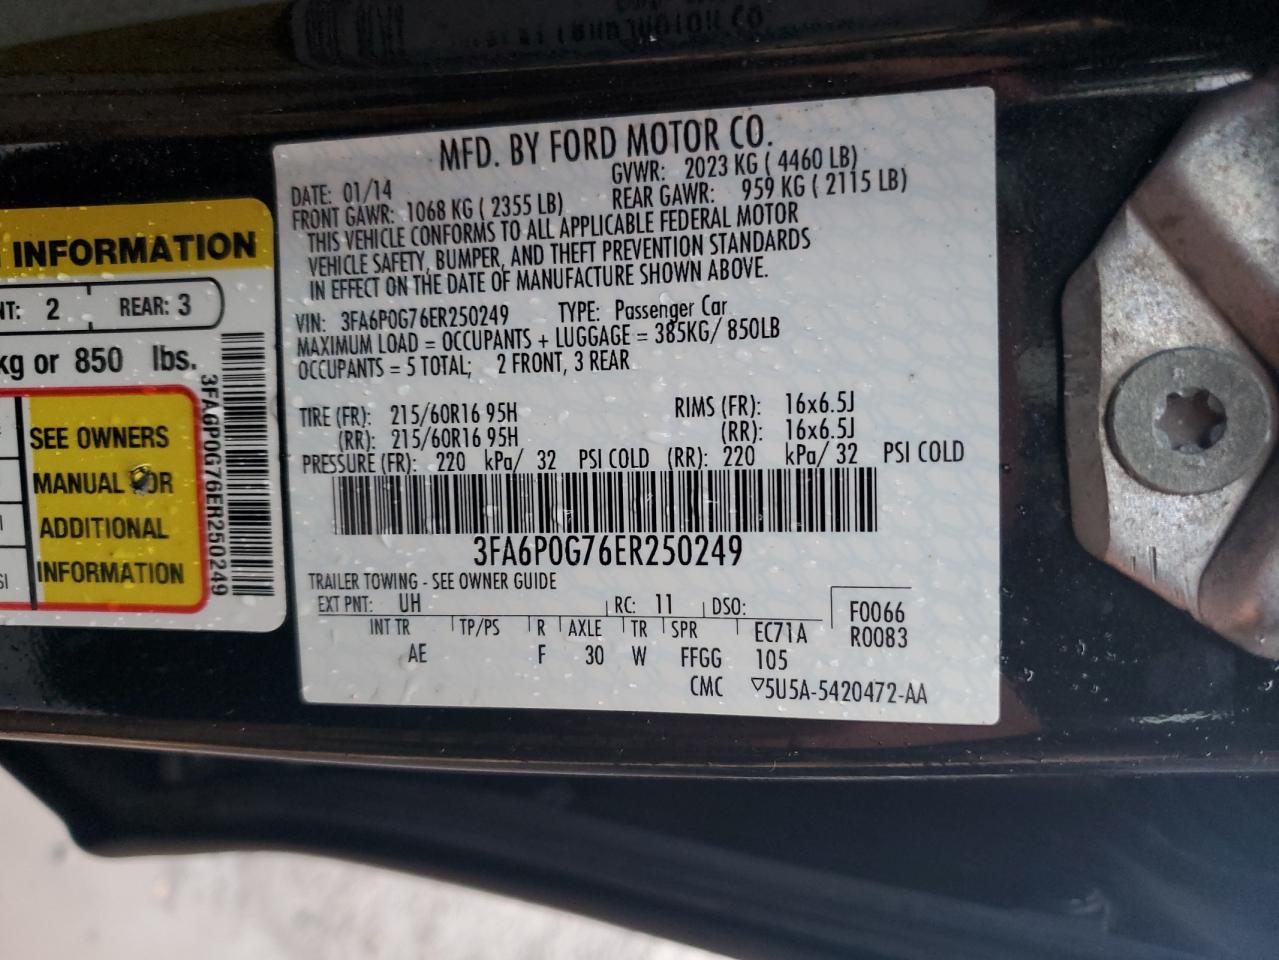 INFORMATION
NT: 2 REAR: 3
kg or 850 lbs.
SEE OWNERS
MANUAL OR
ADDITIONAL
INFORMATION
3FA6P0G76ER250249
MFD. BY FORD MOTOR CO.
DATE: 01/14 GVWR: 2023 KG ( 4460 LB)
FRONT GAWR: 1068 KG ( 2355 LB) REAR GAWR: 959 KG ( 2115 LB)
THIS VEHICLE CONFORMS TO ALL APPLICABLE FEDERAL MOTOR
VEHICLE SAFETY, BUMPER, AND THEFT PREVENTION STANDARDS
IN EFFECT ON THE DATE OF MANUFACTURE SHOWN ABOVE.
VIN: 3FA6P0G76ER250249 TYPE: Passenger Car
MAXIMUM LOAD = OCCUPANTS + LUGGAGE = 385KG/ 850LB
OCCUPANTS = 5 TOTAL; 2 FRONT, 3 REAR
TIRE (FR): 215/60R16 95H RIMS (FR): 16x6.5J
(RR): 215/60R16 95H (RR): 16x6.5J
PRESSURE (FR): 220 kPa/ 32 PSI COLD (RR): 220 kPa/ 32 PSI COLD
3FA6P0G76ER250249
TRAILER TOWING - SEE OWNER GUIDE
EXT PNT: UH RC: 11 DSO: F0066
INT TR TP/PS R AXLE TR SPR EC71A R0083
AE F 30 W FFGG 105
CMC ▽5U5A-5420472-AA